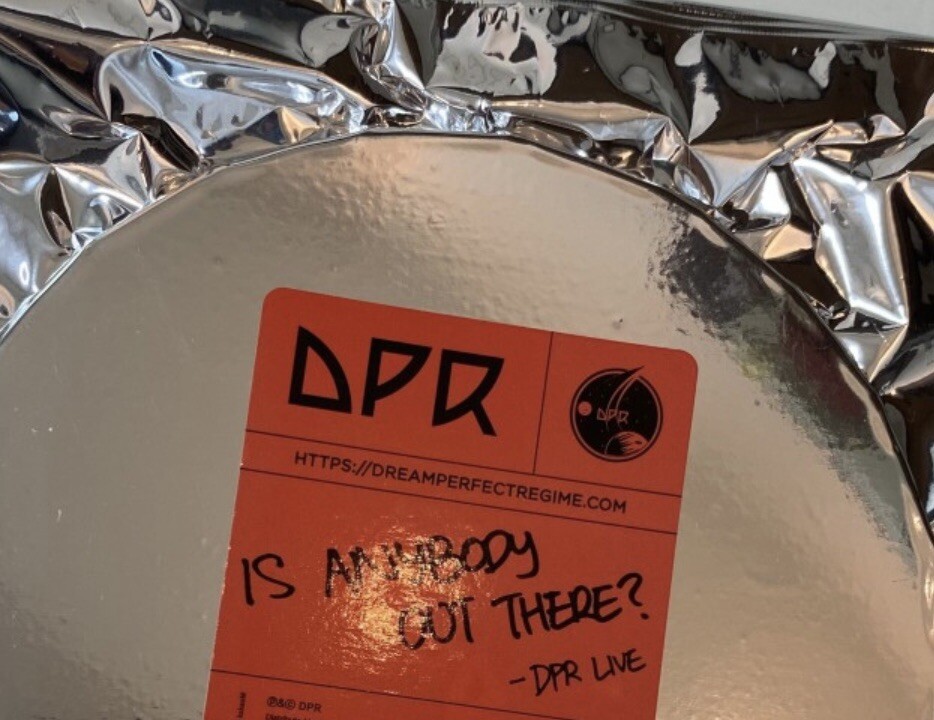 DPR
DPR
HTTPS://DREAMPERFECTREGIME.COM
IS ANYBODY
OUT THERE?
-DPR LIVE
℗&© DPR